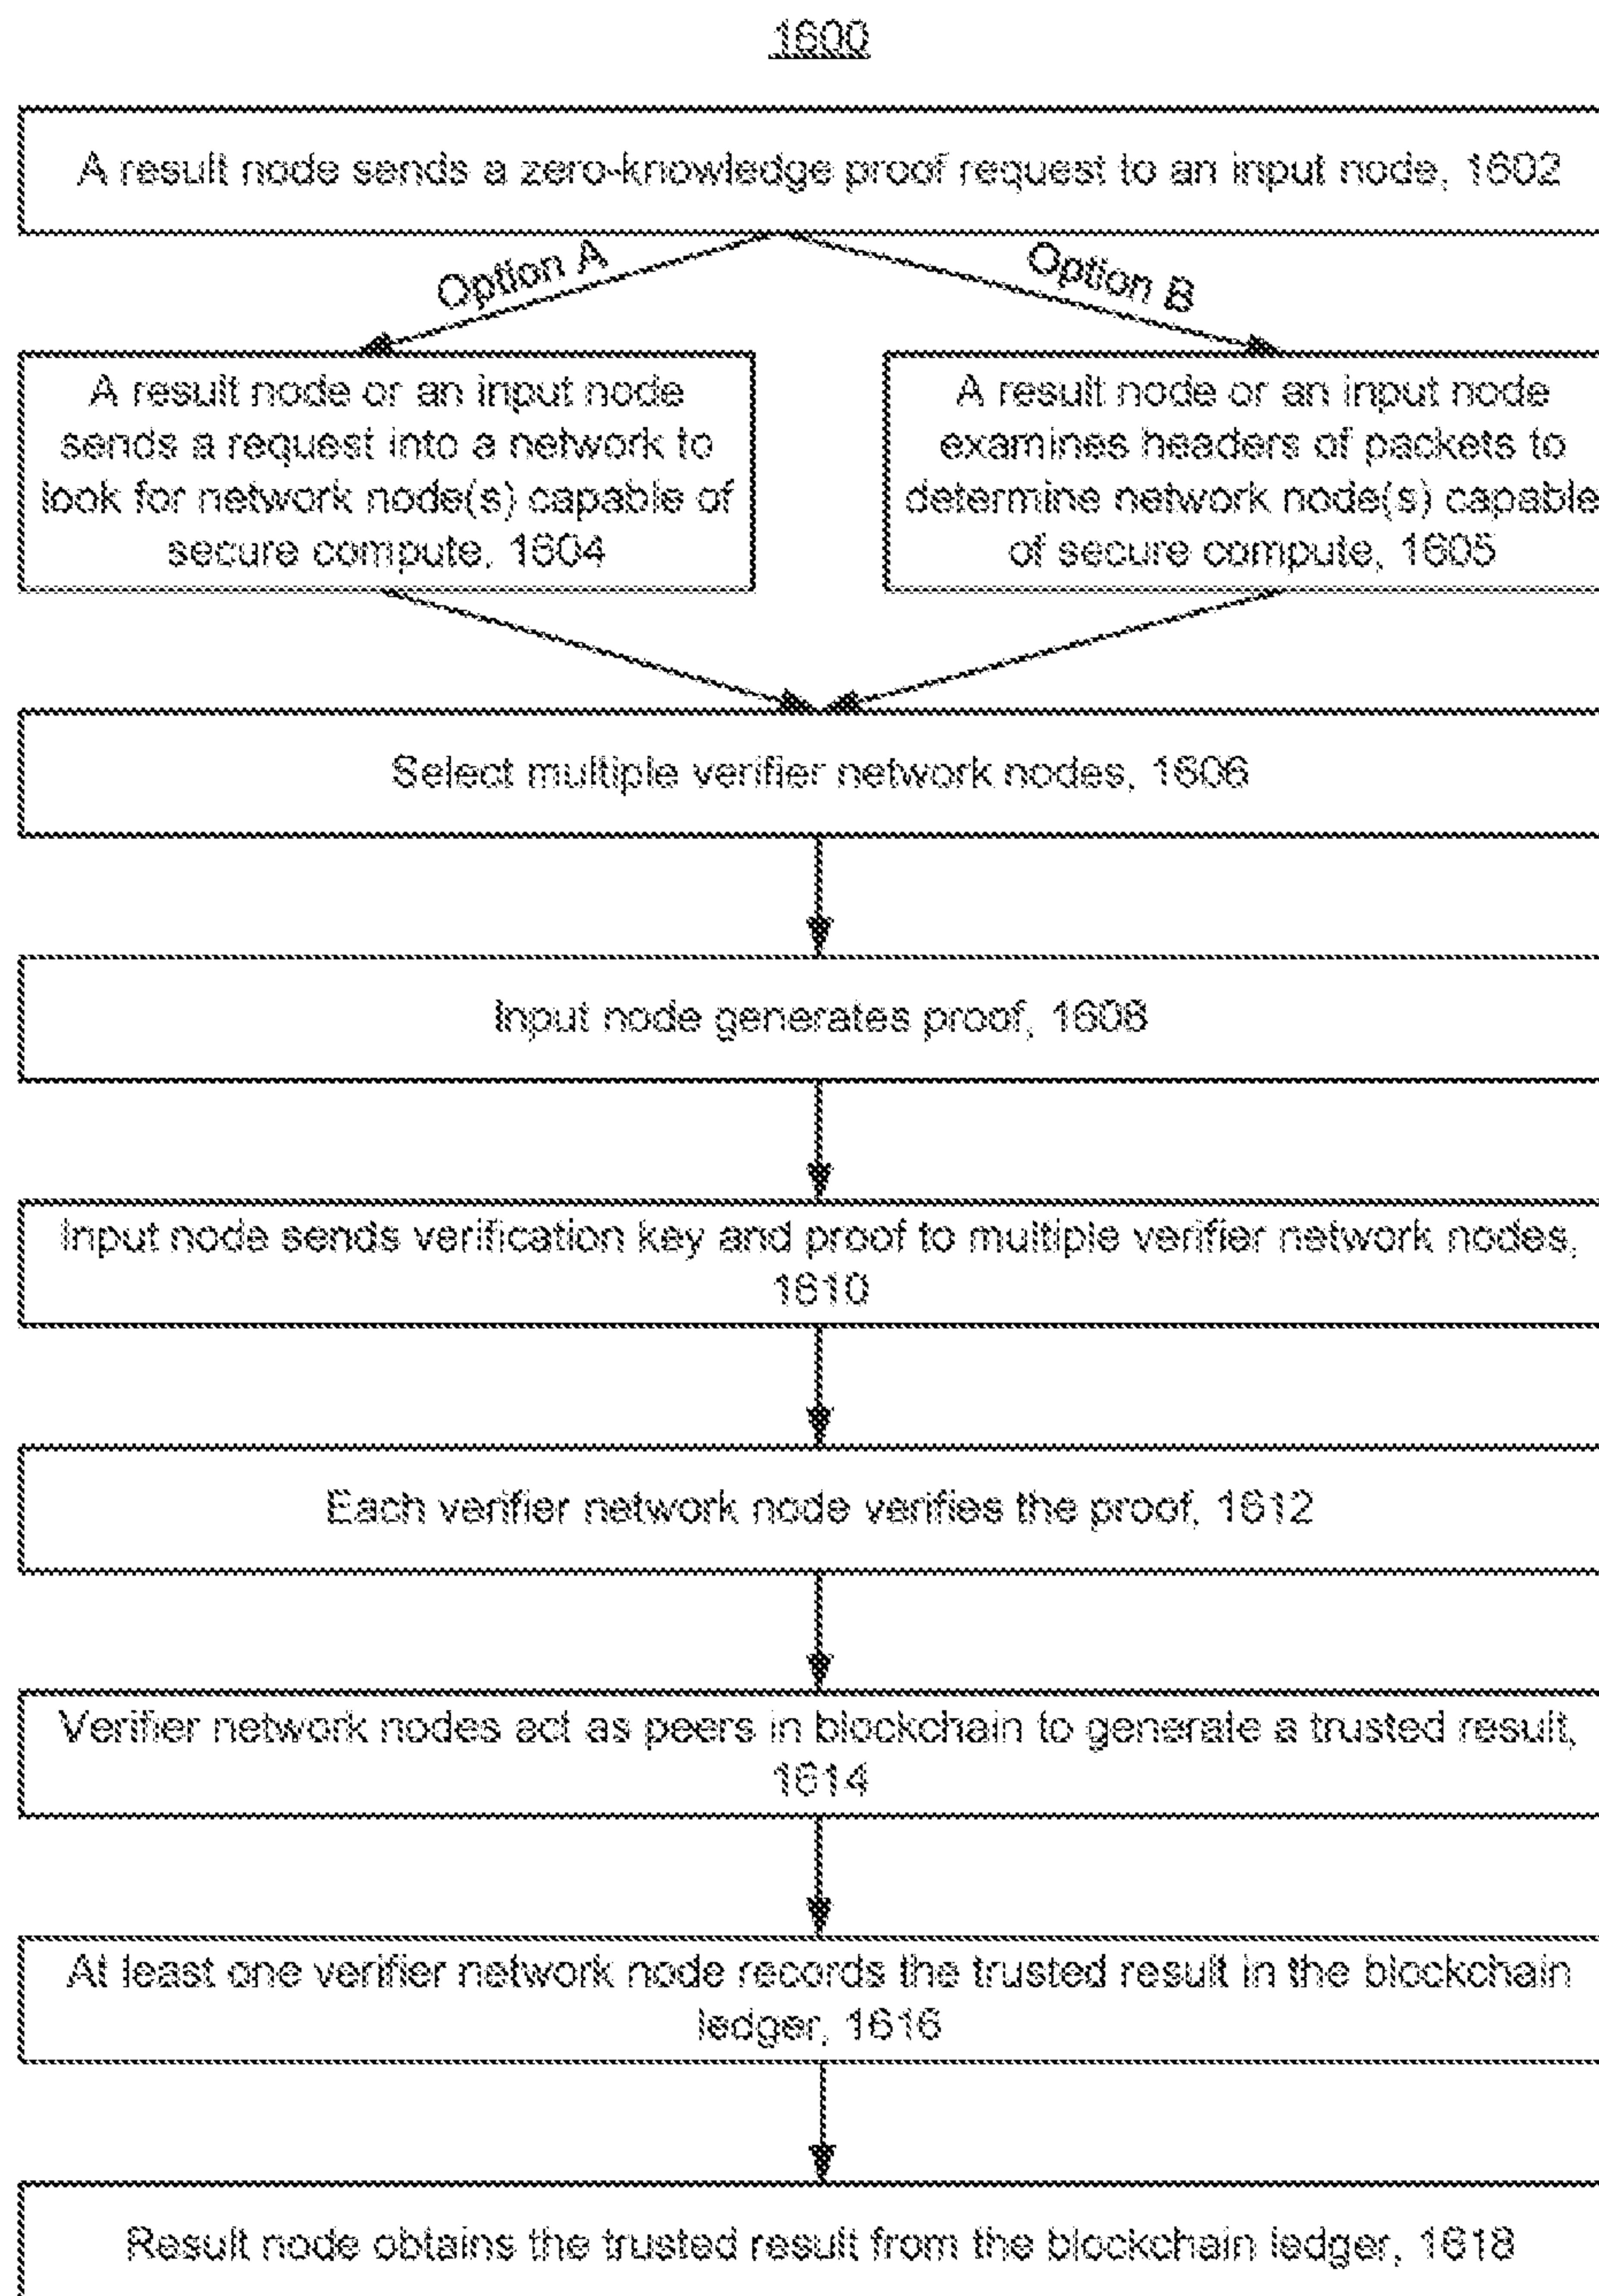 1600
A result node sends a zero-knowledge proof request to an input node, 1602
Option A
Option B
A result node or an input node
sends a request into a network to
look for network node(s) capable of
secure compute, 1604
A result node or an input node
examines headers of packets to
determine network node(s) capable
of secure compute, 1605
Select multiple verifier network nodes, 1606
Input node generates proof, 1608
Input node sends verification key and proof to multiple verifier network nodes,
1610
Each verifier network node verifies the proof, 1612
Verifier network nodes act as peers in blockchain to generate a trusted result,
1614
At least one verifier network node records the trusted result in the blockchain
ledger, 1616
Result node obtains the trusted result from the blockchain ledger, 1618